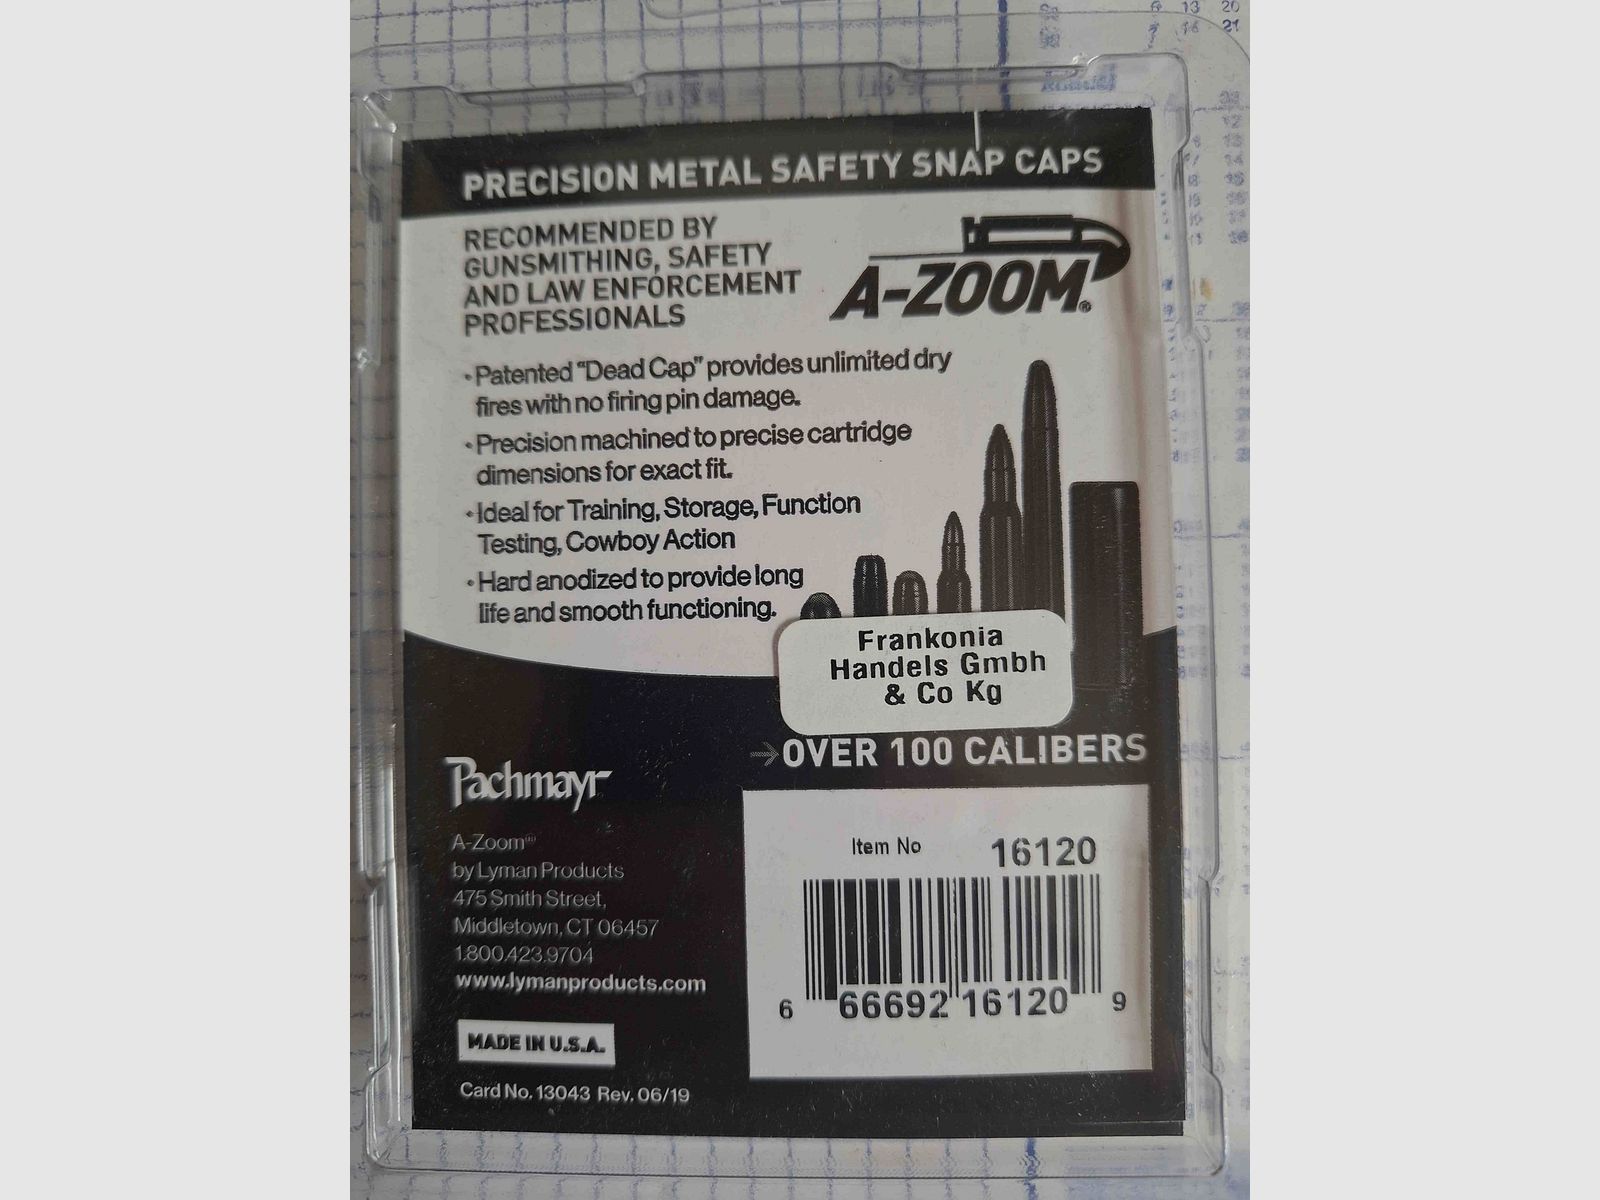 PRECISION METAL SAFETY SNAP CAPS
RECOMMENDED BY
GUNSMITHING, SAFETY
AND LAW ENFORCEMENT
PROFESSIONALS
A-ZOOM®
•Patented “Dead Cap” provides unlimited dry
fires with no firing pin damage.
•Precision machined to precise cartridge
dimensions for exact fit.
•Ideal for Training, Storage, Function
Testing, Cowboy Action
•Hard anodized to provide long
life and smooth functioning.
Frankonia
Handels Gmbh
& Co Kg
OVER 100 CALIBERS
Pachmayr
A-Zoom
by Lyman Products
475 Smith Street,
Middletown, CT 06457
1.800.423.9704
www.lymanproducts.com
MADE IN U.S.A.
Card No. 13043 Rev. 06/19
Item No 16120
6 66692 16120 9